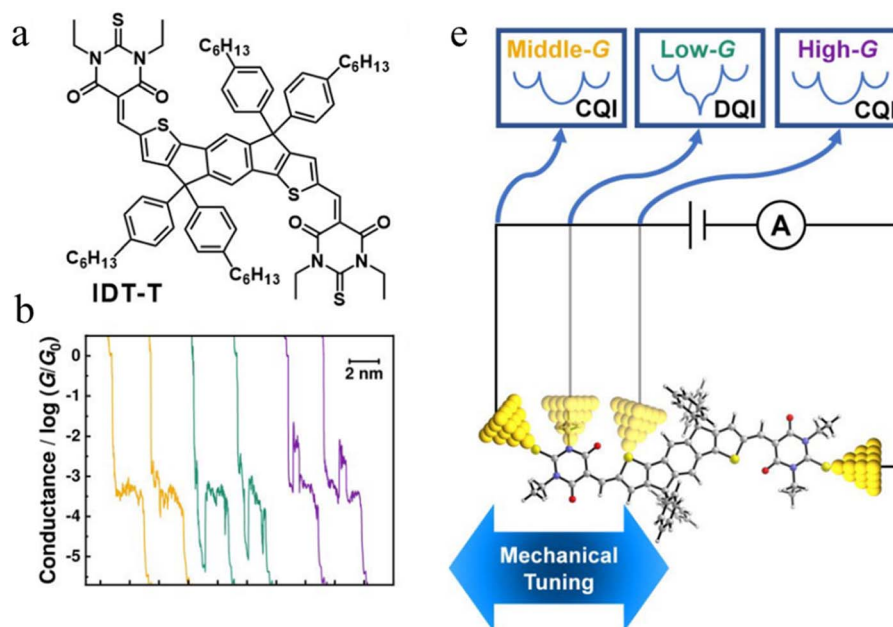 a
S
N
N
O
O
C₆H₁₃
C₆H₁₃
S
S
O
O
N
N
S
C₆H₁₃
C₆H₁₃
IDT-T
b
Conductance / log (G/G₀)
0
-1
-2
-3
-4
-5
2 nm
e
Middle-G
CQI
Low-G
DQI
High-G
CQI
A
Mechanical
Tuning